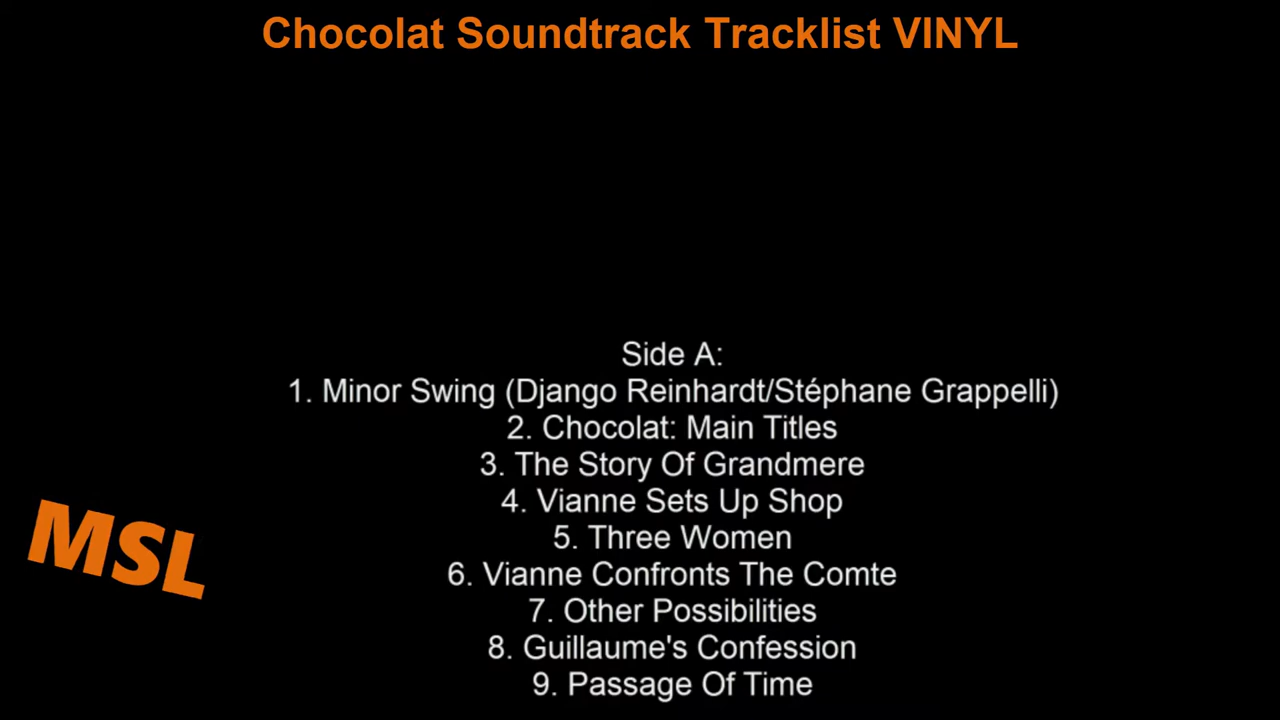 Chocolat Soundtrack Tracklist VINYL
Side A:
1. Minor Swing (Django Reinhardt/Stéphane Grappelli)
2. Chocolat: Main Titles
3. The Story Of Grandmere
4. Vianne Sets Up Shop
5. Three Women
6. Vianne Confronts The Comte
7. Other Possibilities
8. Guillaume's Confession
9. Passage Of Time
MSL